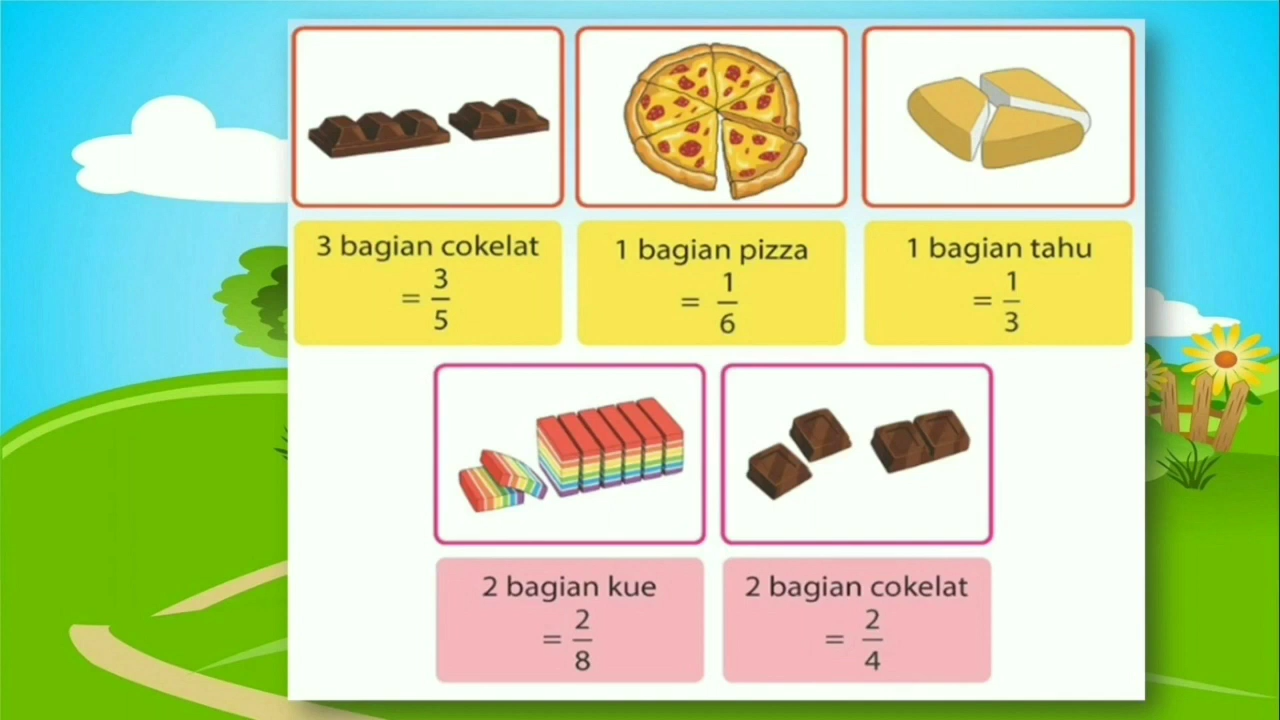 3 bagian cokelat
= 3/5
1 bagian pizza
= 1/6
1 bagian tahu
= 1/3
2 bagian kue
= 2/8
2 bagian cokelat
= 2/4